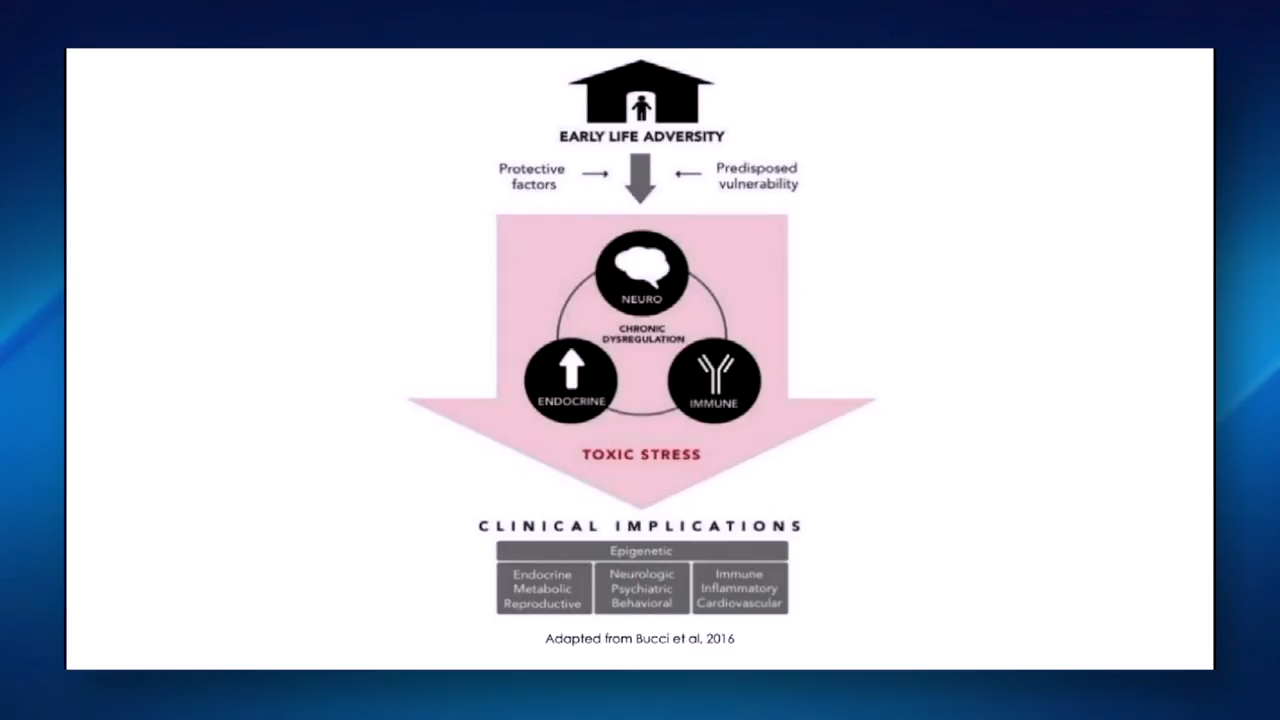 EARLY LIFE ADVERSITY
Protective
factors
Predisposed
vulnerability
NEURO
CHRONIC
DYSREGULATION
ENDOCRINE
IMMUNE
TOXIC STRESS
CLINICAL IMPLICATIONS
Epigenetic
Endocrine
Metabolic
Reproductive
Neurologic
Psychiatric
Behavioral
Immune
Inflammatory
Cardiovascular
Adapted from Bucci et al, 2016